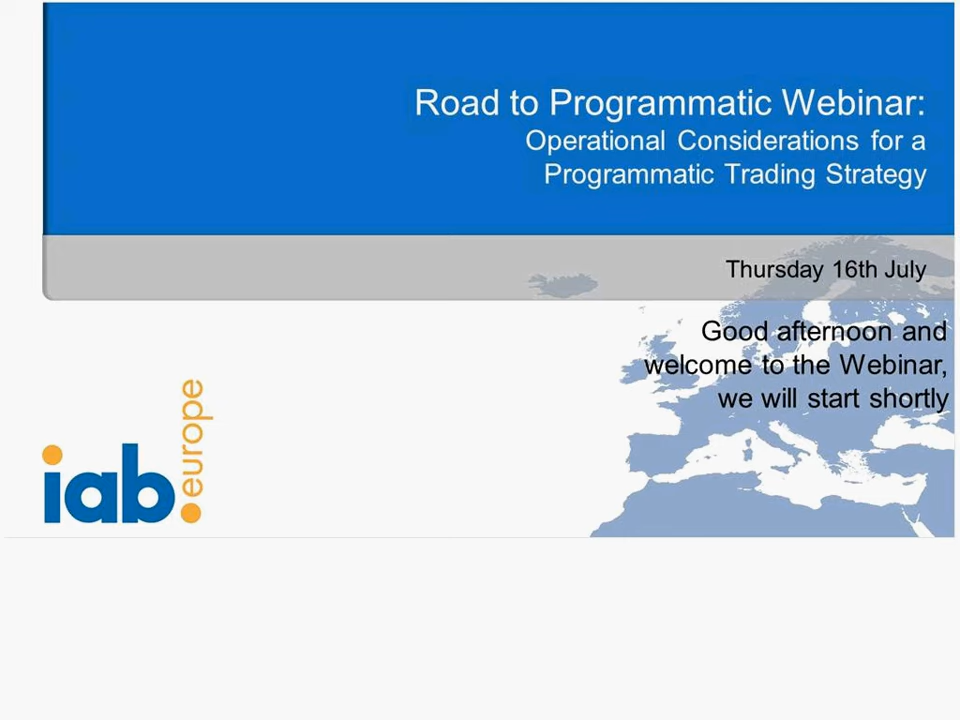 Road to Programmatic Webinar:
Operational Considerations for a
Programmatic Trading Strategy
Thursday 16th July
Good afternoon and
welcome to the Webinar,
we will start shortly
iab.
europe